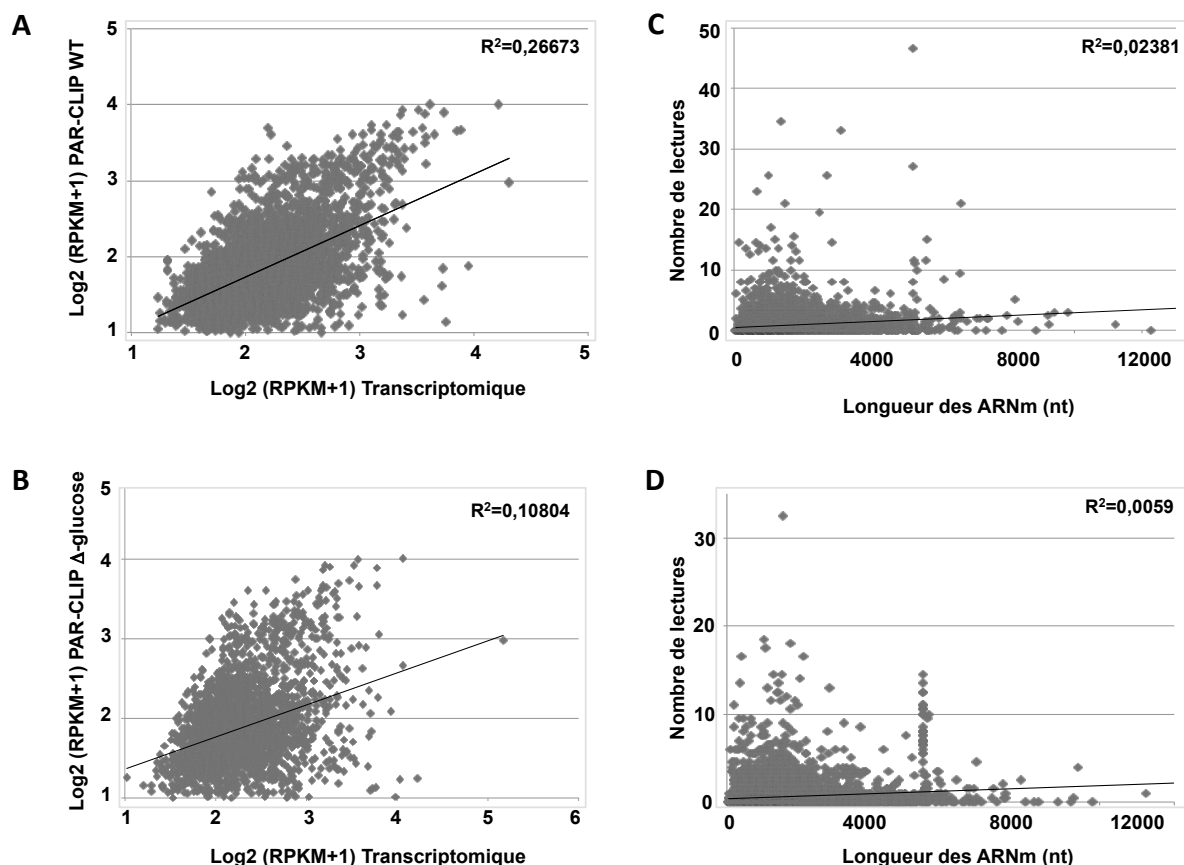 A
Log2 (RPKM+1) PAR-CLIP WT
5
4
3
2
1
R²=0,26673
1 2 3 4 5
Log2 (RPKM+1) Transcriptomique
C
Nombre de lectures
50
40
30
20
10
0
R²=0,02381
0 4000 8000 12000
Longueur des ARNm (nt)
B
Log2 (RPKM+1) PAR-CLIP Δ-glucose
5
4
3
2
1
R²=0,10804
1 2 3 4 5 6
Log2 (RPKM+1) Transcriptomique
D
Nombre de lectures
30
20
10
0
R²=0,0059
0 4000 8000 12000
Longueur des ARNm (nt)